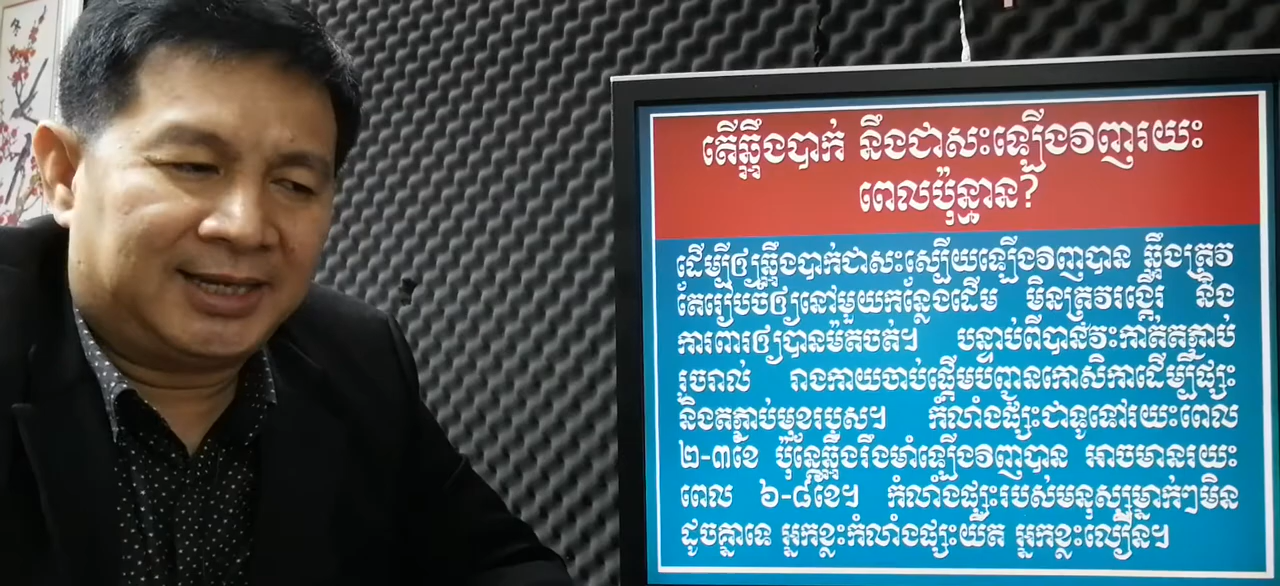 តើឆ្អឹងបាក់ នឹងជាសះឡើងវិញរយៈ
ពេលប៉ុន្មាន?
ដើម្បីឲ្យឆ្អឹងបាក់ជាសះស្បើយឡើងវិញបាន ឆ្អឹងត្រូវ
តែរៀបចំឲ្យនៅមួយកន្លែងដើម មិនត្រូវរង្គើរ និង
ការពារឲ្យបានម៉ត់ចត់។ បន្ទាប់ពីបានវះកាត់តភ្ជាប់
រួចរាល់ រាងកាយចាប់ផ្ដើមបញ្ជូនកោសិកាដើម្បីផ្សះ
និងតភ្ជាប់មុខរបួស។ កំលាំងផ្សះជាទូទៅរយះពេល
២-៣ខែ ប៉ុន្តែឆ្អឹងរឹងមាំឡើងវិញបាន អាចមានរយះ
ពេល ៦-៨ខែ។ កំលាំងផ្សះរបស់មនុស្សម្នាក់ៗមិន
ដូចគ្នាទេ អ្នកខ្លះកំលាំងផ្សះយឺត អ្នកខ្លះលឿន។